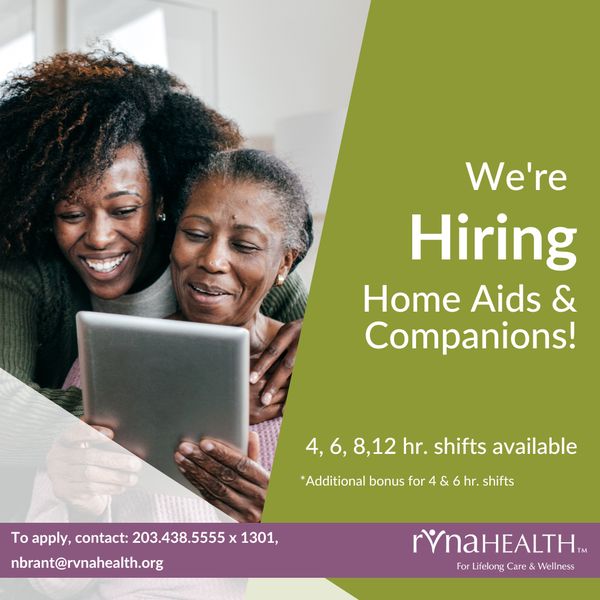 We're
Hiring
Home Aids &
Companions!
4, 6, 8,12 hr. shifts available
*Additional bonus for 4 & 6 hr. shifts
To apply, contact: 203.438.5555 x 1301,
nbrant@rvnahealth.org
rvnaHEALTH™
For Lifelong Care & Wellness